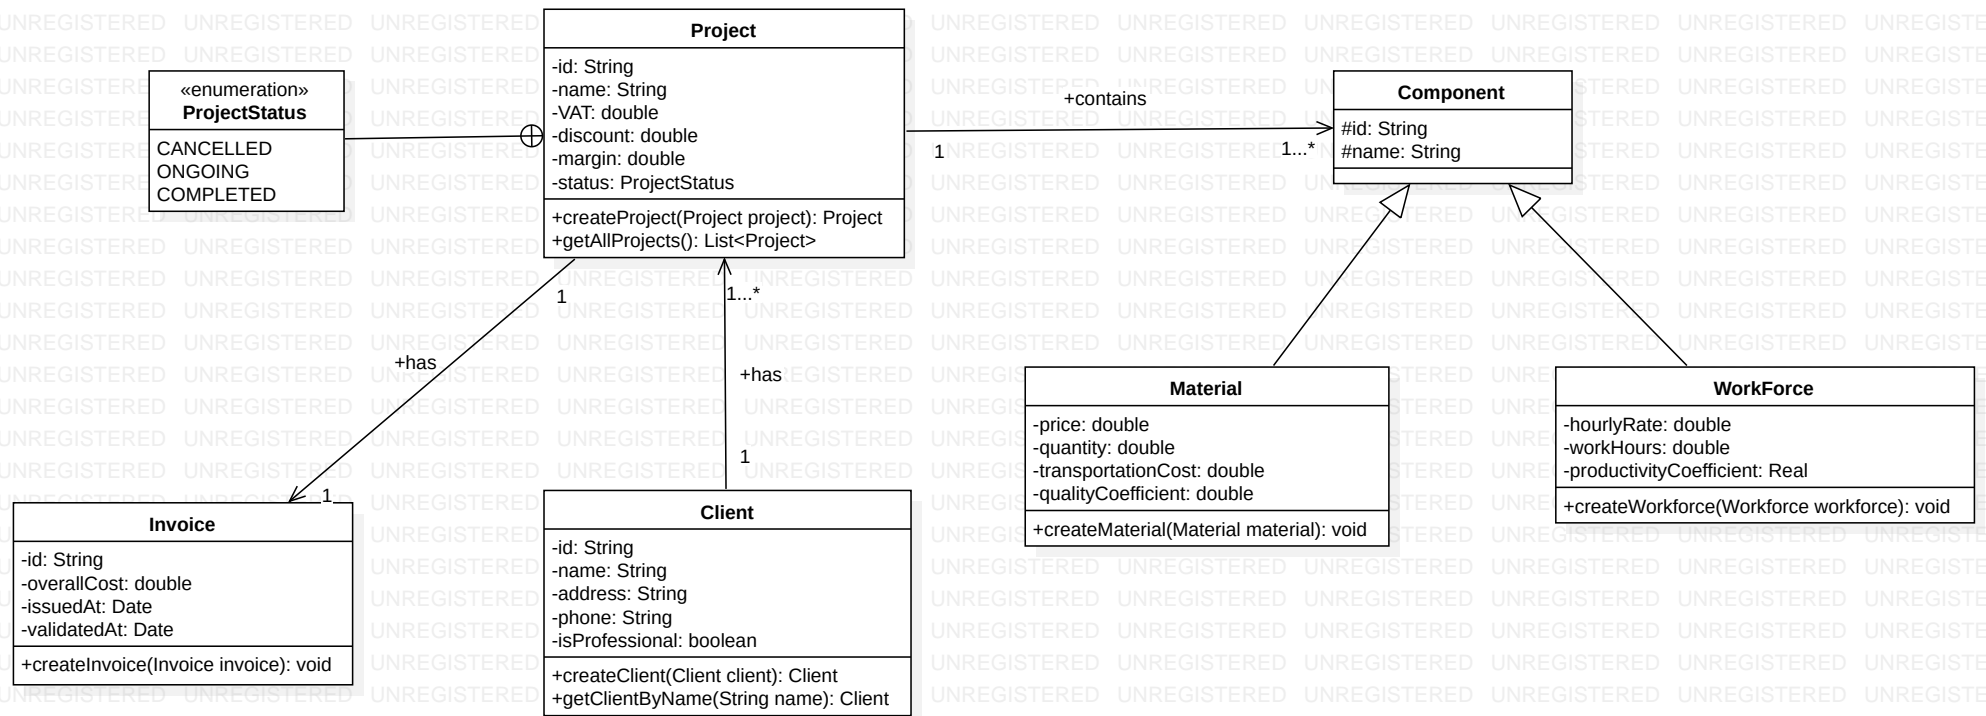 «enumeration»
ProjectStatus
CANCELLED
ONGOING
COMPLETED
Project
-id: String
-name: String
-VAT: double
-discount: double
-margin: double
-status: ProjectStatus
+createProject(Project project): Project
+getAllProjects(): List<Project>
+contains
1
1...*
Component
#id: String
#name: String
1
+has
1
1...*
+has
1
Invoice
-id: String
-overallCost: double
-issuedAt: Date
-validatedAt: Date
+createInvoice(Invoice invoice): void
Client
-id: String
-name: String
-address: String
-phone: String
-isProfessional: boolean
+createClient(Client client): Client
+getClientByName(String name): Client
Material
-price: double
-quantity: double
-transportationCost: double
-qualityCoefficient: double
+createMaterial(Material material): void
WorkForce
-hourlyRate: double
-workHours: double
-productivityCoefficient: Real
+createWorkforce(Workforce workforce): void
UNREGISTERED